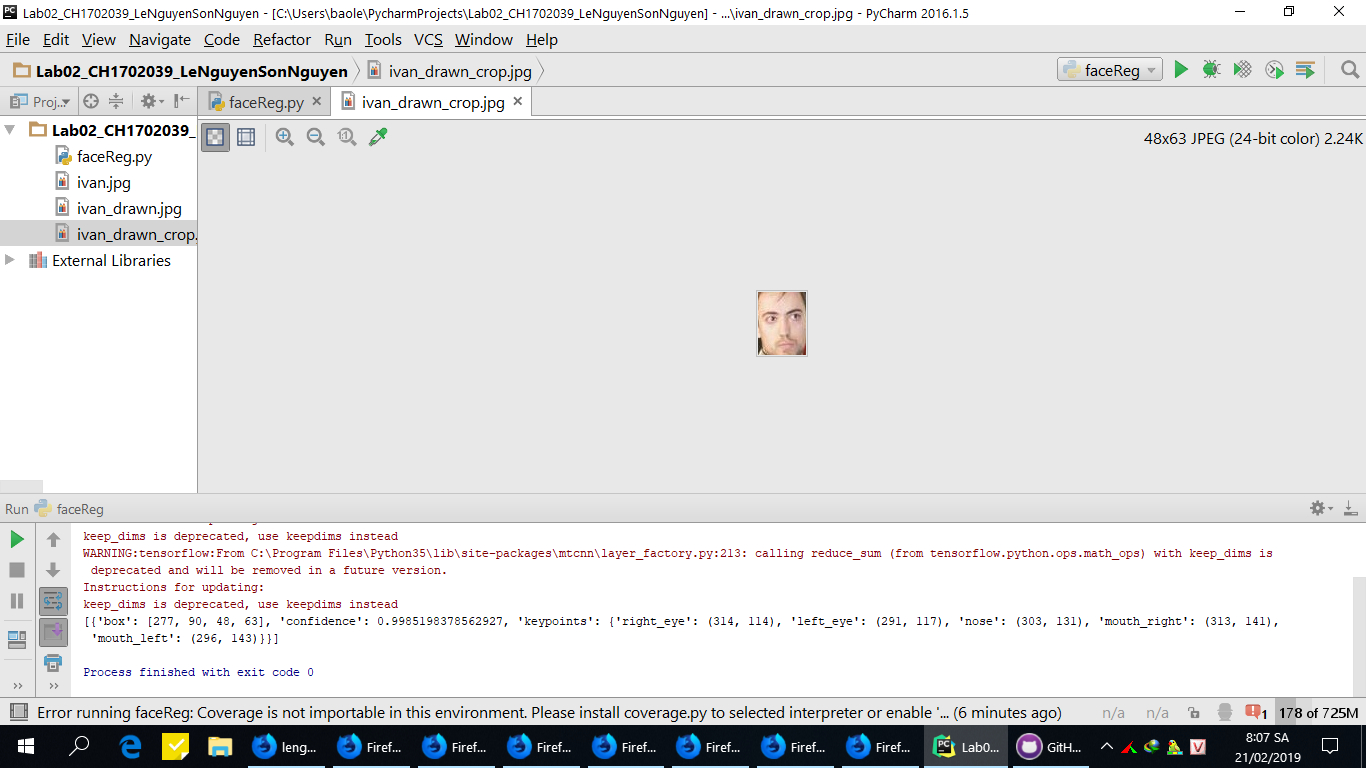 Lab02_CH1702039_LeNguyenSonNguyen - [C:\Users\baole\PycharmProjects\Lab02_CH1702039_LeNguyenSonNguyen] - ...\ivan_drawn_crop.jpg - PyCharm 2016.1.5
File Edit View Navigate Code Refactor Run Tools VCS Window Help
Lab02_CH1702039_LeNguyenSonNguyen ivan_drawn_crop.jpg faceReg
Proj.. faceReg.py ivan_drawn_crop.jpg
Lab02_CH1702039_
faceReg.py
ivan.jpg
ivan_drawn.jpg
ivan_drawn_crop.
External Libraries
1:1
48x63 JPEG (24-bit color) 2.24K
Run faceReg
keep_dims is deprecated, use keepdims instead
WARNING:tensorflow:From C:\Program Files\Python35\lib\site-packages\mtcnn\layer_factory.py:213: calling reduce_sum (from tensorflow.python.ops.math_ops) with keep_dims is
deprecated and will be removed in a future version.
Instructions for updating:
keep_dims is deprecated, use keepdims instead
[{'box': [277, 90, 48, 63], 'confidence': 0.9985198378562927, 'keypoints': {'right_eye': (314, 114), 'left_eye': (291, 117), 'nose': (303, 131), 'mouth_right': (313, 141),
'mouth_left': (296, 143)}}]
Process finished with exit code 0
Error running faceReg: Coverage is not importable in this environment. Please install coverage.py to selected interpreter or enable '... (6 minutes ago) n/a n/a 1 178 of 725M
leng... Firef... Firef... Firef... Firef... Firef... Firef... Firef... Lab0... GitH... V 8:07 SA
21/02/2019